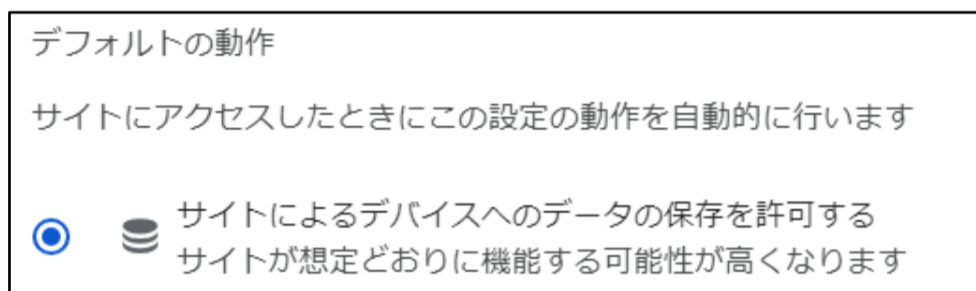 デフォルトの動作
サイトにアクセスしたときにこの設定の動作を自動的に行います
サイトによるデバイスへのデータの保存を許可する
サイトが想定どおりに機能する可能性が高くなります